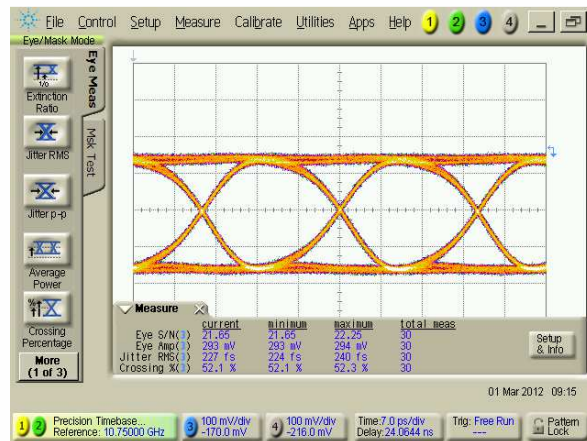 File Control Setup Measure Calibrate Utilities Apps Help 1 2 3 4
Eye/Mask Mode
Eye Meas
Msk Test
1/0
Extinction
Ratio
Jitter RMS
Jitter p-p
Average
Power
Crossing
Percentage
More
(1 of 3)
Measure
current minimum maximum total meas
Eye S/N(3) 21.65 21.65 22.25 30
Eye Amp(3) 293 mV 293 mV 294 mV 30
Jitter RMS(3) 227 fs 224 fs 240 fs 30
Crossing %(3) 52.1 % 52.1 % 52.3 % 30
Setup
& Info
01 Mar 2012 09:15
1 2 Precision Timebase...
Reference: 10.75000 GHz
3 100 mV/div
-170.0 mV
4 100 mV/div
-216.0 mV
Time:7.0 ps/div
Delay:24.0644 ns
Trig: Free Run
---
Pattern
Lock